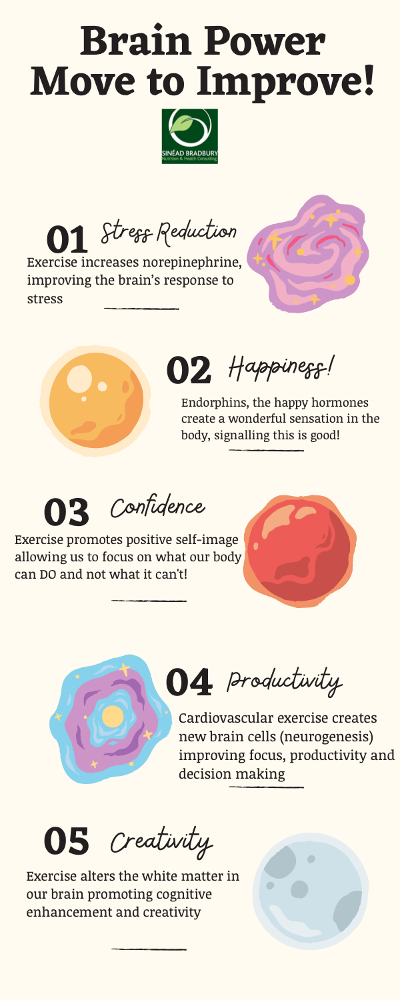 Brain Power
Move to Improve!
SINÉAD BRADBURY
Nutrition & Health Consulting
01 Stress Reduction
Exercise increases norepinephrine,
improving the brain’s response to
stress
02 Happiness!
Endorphins, the happy hormones
create a wonderful sensation in the
body, signalling this is good!
03 Confidence
Exercise promotes positive self-image
allowing us to focus on what our body
can DO and not what it can't!
04 Productivity
Cardiovascular exercise creates
new brain cells (neurogenesis)
improving focus, productivity and
decision making
05 Creativity
Exercise alters the white matter in
our brain promoting cognitive
enhancement and creativity